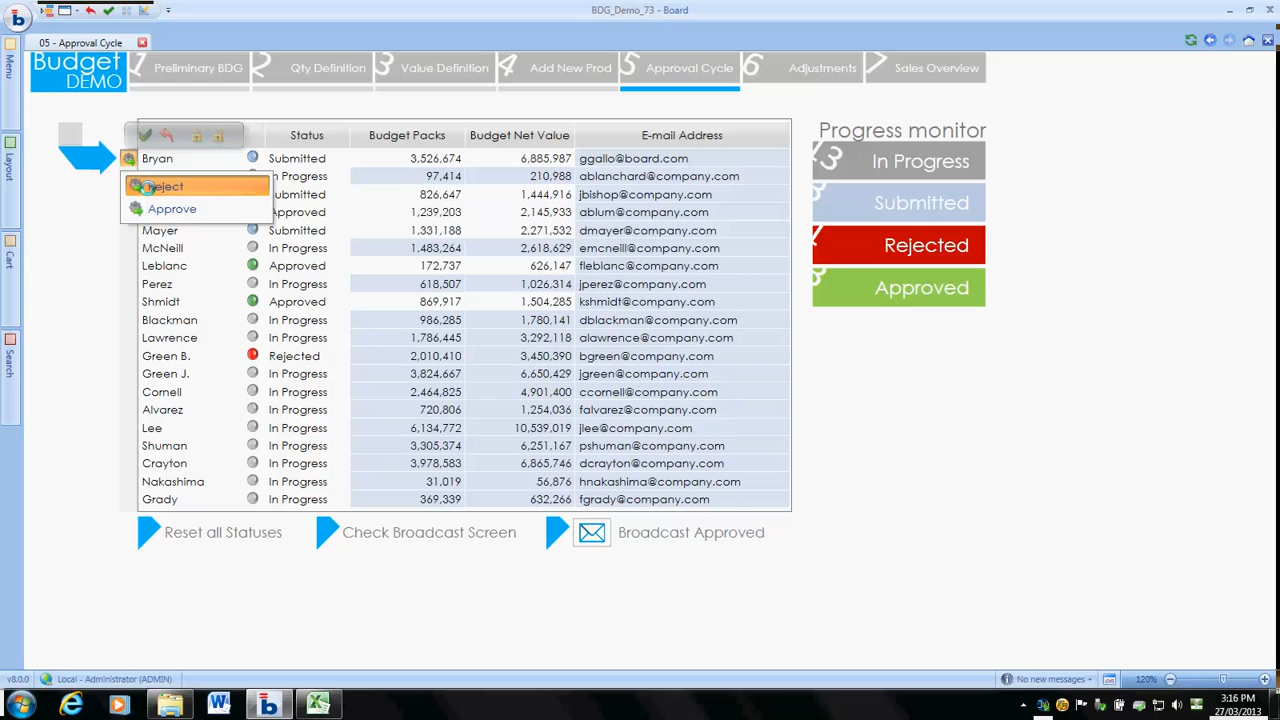 BDG_Demo_73 - Board
05 - Approval Cycle
Menu
Layout
Cart
Search
Budget
DEMO
1 Preliminary BDG
2 Qty Definition
3 Value Definition
4 Add New Prod
5 Approval Cycle
6 Adjustments
7 Sales Overview
Status Budget Packs Budget Net Value E-mail Address
Bryan Submitted 3,526,674 6,885,987 ggallo@board.com
In Progress 97,414 210,988 ablanchard@company.com
ubmitted 826,647 1,444,916 jbishop@company.com
pproved 1,239,203 2,145,933 ablum@company.com
Mayer Submitted 1,331,188 2,271,532 dmayer@company.com
McNeill In Progress 1,483,264 2,618,629 emcneill@company.com
Leblanc Approved 172,737 626,147 fleblanc@company.com
Perez In Progress 618,507 1,026,314 jperez@company.com
Shmidt Approved 869,917 1,504,285 kshmidt@company.com
Blackman In Progress 986,285 1,780,141 dblackman@company.com
Lawrence In Progress 1,786,445 3,292,118 alawrence@company.com
Green B. Rejected 2,010,410 3,450,390 bgreen@company.com
Green J. In Progress 3,824,667 6,650,429 jgreen@company.com
Cornell In Progress 2,464,825 4,901,400 ccornell@company.com
Alvarez In Progress 720,806 1,254,036 falvarez@company.com
Lee In Progress 6,134,772 10,539,019 jlee@company.com
Shuman In Progress 3,305,374 6,251,167 pshuman@company.com
Crayton In Progress 3,978,583 6,865,746 dcrayton@company.com
Nakashima In Progress 31,019 56,876 hnakashima@company.com
Grady In Progress 369,339 632,266 fgrady@company.com
Reject
Approve
Progress monitor
In Progress
Submitted
Rejected
Approved
Reset all Statuses
Check Broadcast Screen
Broadcast Approved
v8.0.0 Local - Administrator (ADMIN)
No new messages
120%
3:16 PM
27/03/2013